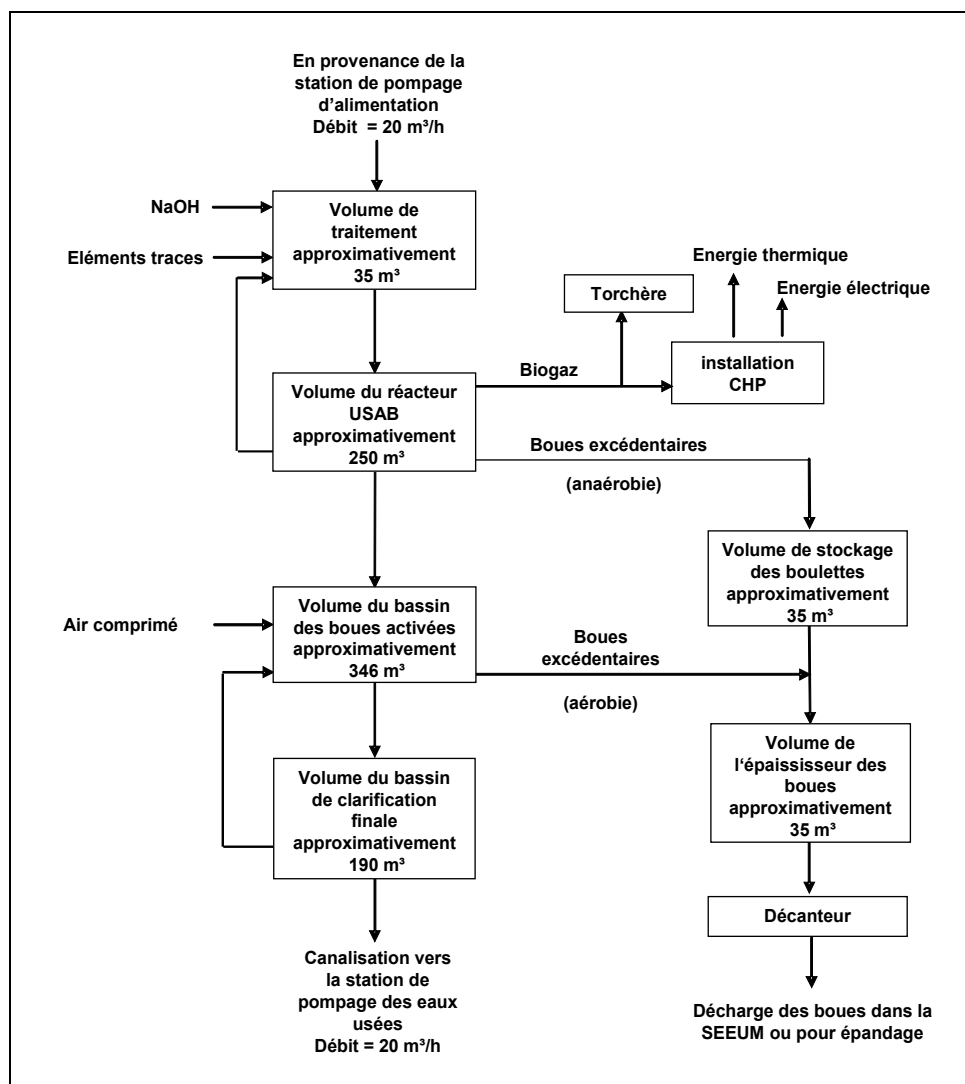 En provenance de la
station de pompage
d'alimentation
Débit = 20 m³/h
NaOH
Eléments traces
Volume de
traitement
approximativement
35 m³
Energie thermique
Energie électrique
Torchère
Biogaz
installation
CHP
Volume du réacteur
USAB
approximativement
250 m³
Boues excédentaires
(anaérobie)
Volume de stockage
des boulettes
approximativement
35 m³
Air comprimé
Volume du bassin
des boues activées
approximativement
346 m³
Boues
excédentaires
(aérobie)
Volume de
l‘épaississeur des
boues
approximativement
35 m³
Volume du bassin
de clarification
finale
approximativement
190 m³
Décanteur
Canalisation vers
la station de
pompage des eaux
usées
Débit = 20 m³/h
Décharge des boues dans la
SEEUM ou pour épandage